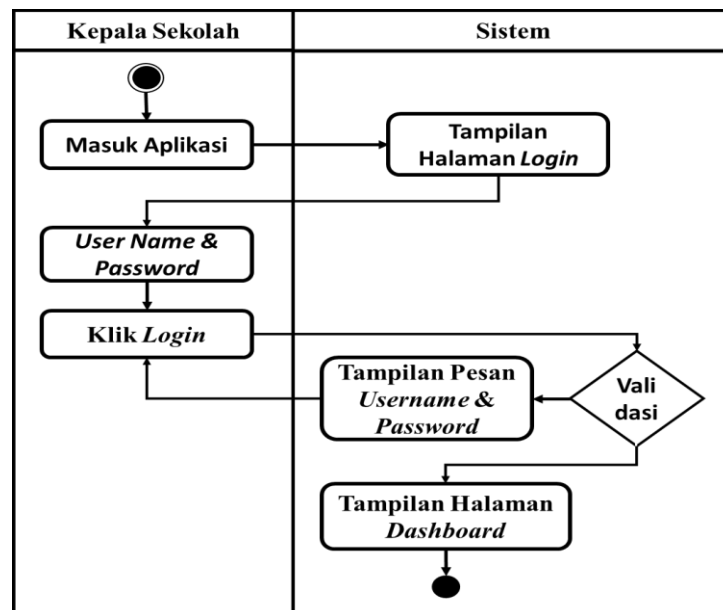 Kepala Sekolah
Sistem
Masuk Aplikasi
Tampilan
Halaman Login
User Name &
Password
Klik Login
Vali
dasi
Tampilan Pesan
Username &
Password
Tampilan Halaman
Dashboard